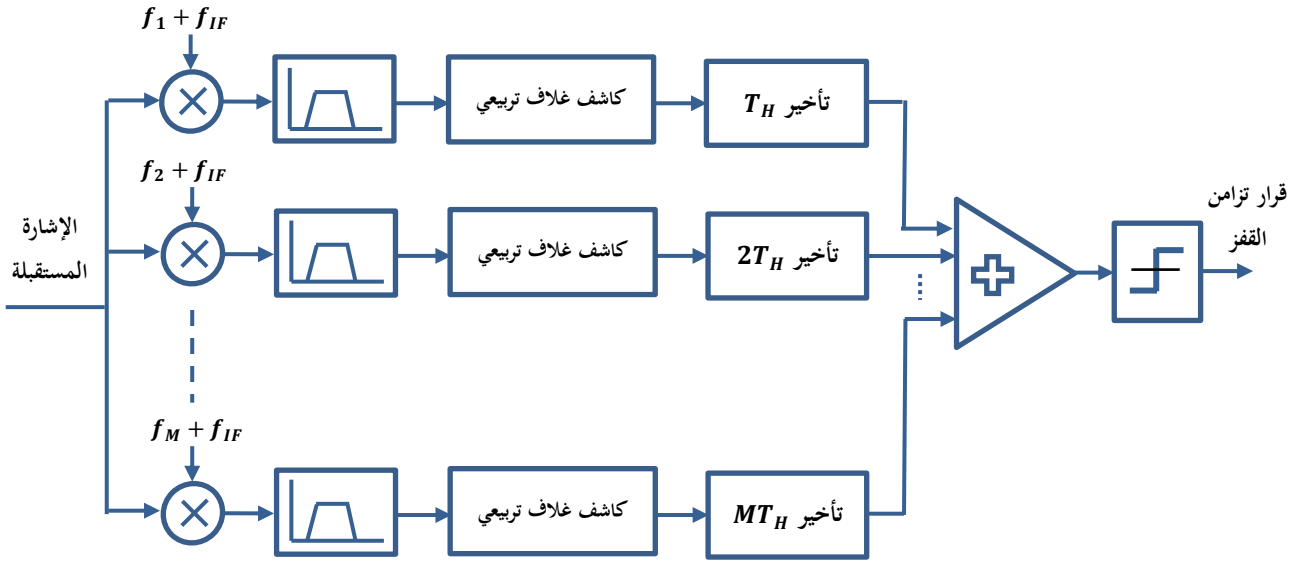 f₁ + f_IF
كاشف غلاف تربيعي
تأخير T_H
f₂ + f_IF
كاشف غلاف تربيعي
تأخير 2T_H
الإشارة
المستقبلة
قرار تزامن
القفز
f_M + f_IF
كاشف غلاف تربيعي
تأخير MT_H